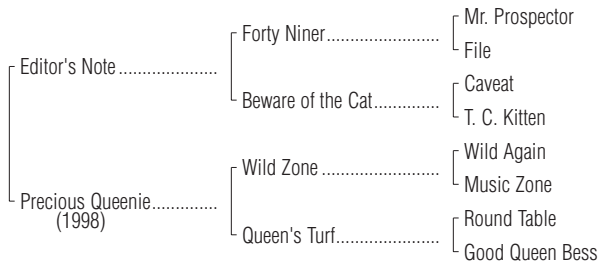 Mr. Prospector
Forty Niner........................
File
Editor's Note.....................
Caveat
Beware of the Cat..............
T. C. Kitten
Wild Again
Wild Zone .........................
Music Zone
Precious Queenie..............
(1998)
Round Table
Queen's Turf......................
Good Queen Bess